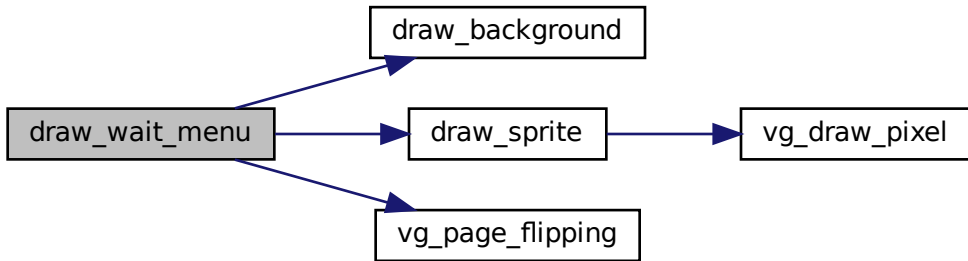 draw_background
draw_wait_menu
draw_sprite
vg_draw_pixel
vg_page_flipping